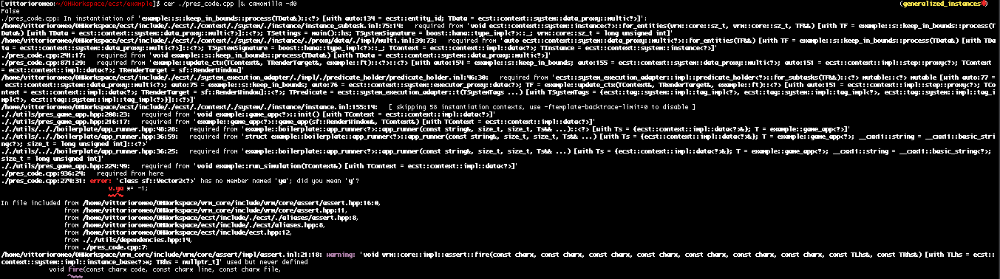 [vittorioromeo:~/OHWorkspace/ecst/example]$ cer ./pres_code.cpp |& camomilla -d0 (generalized_instances●)
False
./pres_code.cpp: In instantiation of 'example::s::keep_in_bounds::process(TData&)::<?> [with auto:134 = ecst::entity_id; TData = ecst::context::system::data_proxy::multi<?>]':
/home/vittorioromeo/OHWorkspace/ecst/include/./ecst/./context/./system/./instance/instance_subtask.inl:75:14:   required from 'void ecst::context::system::instance<?>::for_entities(vrm::core::sz_t, vrm::core::sz_t, TF&&) [with TF = example::s::keep_in_bounds::process(T
Data&) [with TData = ecst::context::system::data_proxy::multi<?>]::<?>; TSettings = main()::hs; TSystemSignature = boost::hana::type_impl<?>::_; vrm::core::sz_t = long unsigned int]'
/home/vittorioromeo/OHWorkspace/ecst/include/./ecst/./context/./system/./instance/./proxy/data/./impl/multi.inl:39:73:   required from 'auto ecst::context::system::data_proxy::multi<?>::for_entities(TF&&) [with TF = example::s::keep_in_bounds::process(TData&) [with TDa
ta = ecst::context::system::data_proxy::multi<?>]::<?>; TSystemSignature = boost::hana::type_impl<?>::_; TContext = ecst::context::impl::data<?>; TInstance = ecst::context::system::instance<?>]'
./pres_code.cpp:241:17:   required from 'void example::s::keep_in_bounds::process(TData&) [with TData = ecst::context::system::data_proxy::multi<?>]'
./pres_code.cpp:871:29:   required from 'example::update_ctx(TContext&, TRenderTarget&, example::ft)::<?>::<?> [with auto:154 = example::s::keep_in_bounds; auto:155 = ecst::context::system::data_proxy::multi<?>; auto:151 = ecst::context::impl::step::proxy<?>; TContext
= ecst::context::impl::data<?>; TRenderTarget = sf::RenderWindow]'
/home/vittorioromeo/OHWorkspace/ecst/include/./ecst/./context/./system_execution_adapter/./impl/./predicate_holder/predicate_holder.inl:46:30:   required from 'ecst::system_execution_adapter::impl::predicate_holder<?>::for_subtasks(TF&&)::<?> mutable::<?> mutable [with auto:77 =
ecst::context::system::data_proxy::multi<?>; auto:75 = example::s::keep_in_bounds; auto:76 = ecst::context::system::executor_proxy::data<?>; TF = example::update_ctx(TContext&, TRenderTarget&, example::ft)::<?> [with auto:151 = ecst::context::impl::step::proxy<?>; TCo
ntext = ecst::context::impl::data<?>; TRenderTarget = sf::RenderWindow]::<?>; TPredicate = ecst::system_execution_adapter::t(TSystemTags ...) [with TSystemTags = {ecst::tag::system::impl::tag_impl<?>, ecst::tag::system::impl::tag_impl<?>, ecst::tag::system::impl::tag_i
mpl<?>, ecst::tag::system::impl::tag_impl<?>}]::<?>]'
/home/vittorioromeo/OHWorkspace/ecst/include/./ecst/./context/./system/./instance/instance.inl:155:14:   [ skipping 58 instantiation contexts, use -ftemplate-backtrace-limit=0 to disable ]
././utils/pres_game_app.hpp:208:23:   required from 'void example::game_app<?>::init() [with TContext = ecst::context::impl::data<?>]'
././utils/pres_game_app.hpp:216:17:   required from 'example::game_app<?>::game_app(sf::RenderWindow&, TContext&) [with TContext = ecst::context::impl::data<?>]'
././utils/../boilerplate/app_runner.hpp:48:28:   required from 'example::boilerplate::app_runner<?>::app_runner(const string&, size_t, size_t, Ts&& ...)::<?> [with Ts = {ecst::context::impl::data<?>&}; T = example::game_app<?>]'
././utils/../boilerplate/app_runner.hpp:36:59:   required from 'struct example::boilerplate::app_runner<?>::app_runner(const string&, size_t, size_t, Ts&& ...) [with Ts = {ecst::context::impl::data<?>&}; T = example::game_app<?>; __cxx11::string = __cxx11::basic_stri
ng<?>; size_t = long unsigned int]::<?>'
././utils/../boilerplate/app_runner.hpp:36:25:   required from 'example::boilerplate::app_runner<?>::app_runner(const string&, size_t, size_t, Ts&& ...) [with Ts = {ecst::context::impl::data<?>&}; T = example::game_app<?>; __cxx11::string = __cxx11::basic_string<?>;
size_t = long unsigned int]'
././utils/pres_game_app.hpp:224:49:   required from 'void example::run_simulation(TContext&) [with TContext = ecst::context::impl::data<?>]'
./pres_code.cpp:936:24:   required from here
./pres_code.cpp:274:31: error: 'class sf::Vector2<?>' has no member named 'ya'; did you mean 'y'?
v.ya *= -1;
In file included from /home/vittorioromeo/OHWorkspace/vrm_core/include/vrm/core/assert/assert.hpp:16:0,
from /home/vittorioromeo/OHWorkspace/vrm_core/include/vrm/core/assert.hpp:11,
from /home/vittorioromeo/OHWorkspace/ecst/include/./ecst/./aliases/assert.hpp:8,
from /home/vittorioromeo/OHWorkspace/ecst/include/./ecst/aliases.hpp:8,
from /home/vittorioromeo/OHWorkspace/ecst/include/ecst.hpp:12,
from ././utils/dependencies.hpp:14,
from ./pres_code.cpp:7:
/home/vittorioromeo/OHWorkspace/vrm_core/include/vrm/core/assert/impl/assert.inl:21:18: warning: 'void vrm::core::impl::assert::fire(const char*, const char*, const char*, const char*, const char*, const char*, const char*, const TLhs&, const TRhs&) [with TLhs = ecst::
context::system::impl::instance_base<?>*; TRhs = nullptr_t]' used but never defined
void fire(const char* code, const char* line, const char* file,